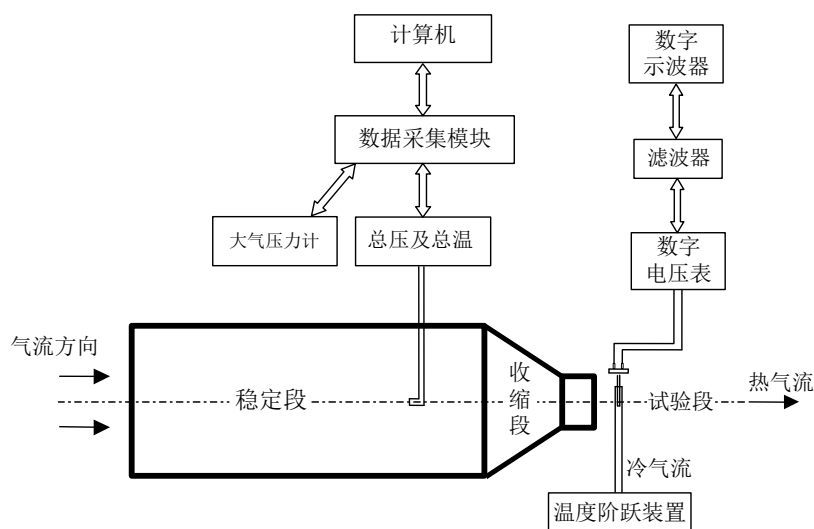 计算机
数字
示波器
数据采集模块
滤波器
大气压力计
总压及总温
数字
电压表
气流方向
稳定段
收
缩
段
试验段
热气流
冷气流
温度阶跃装置